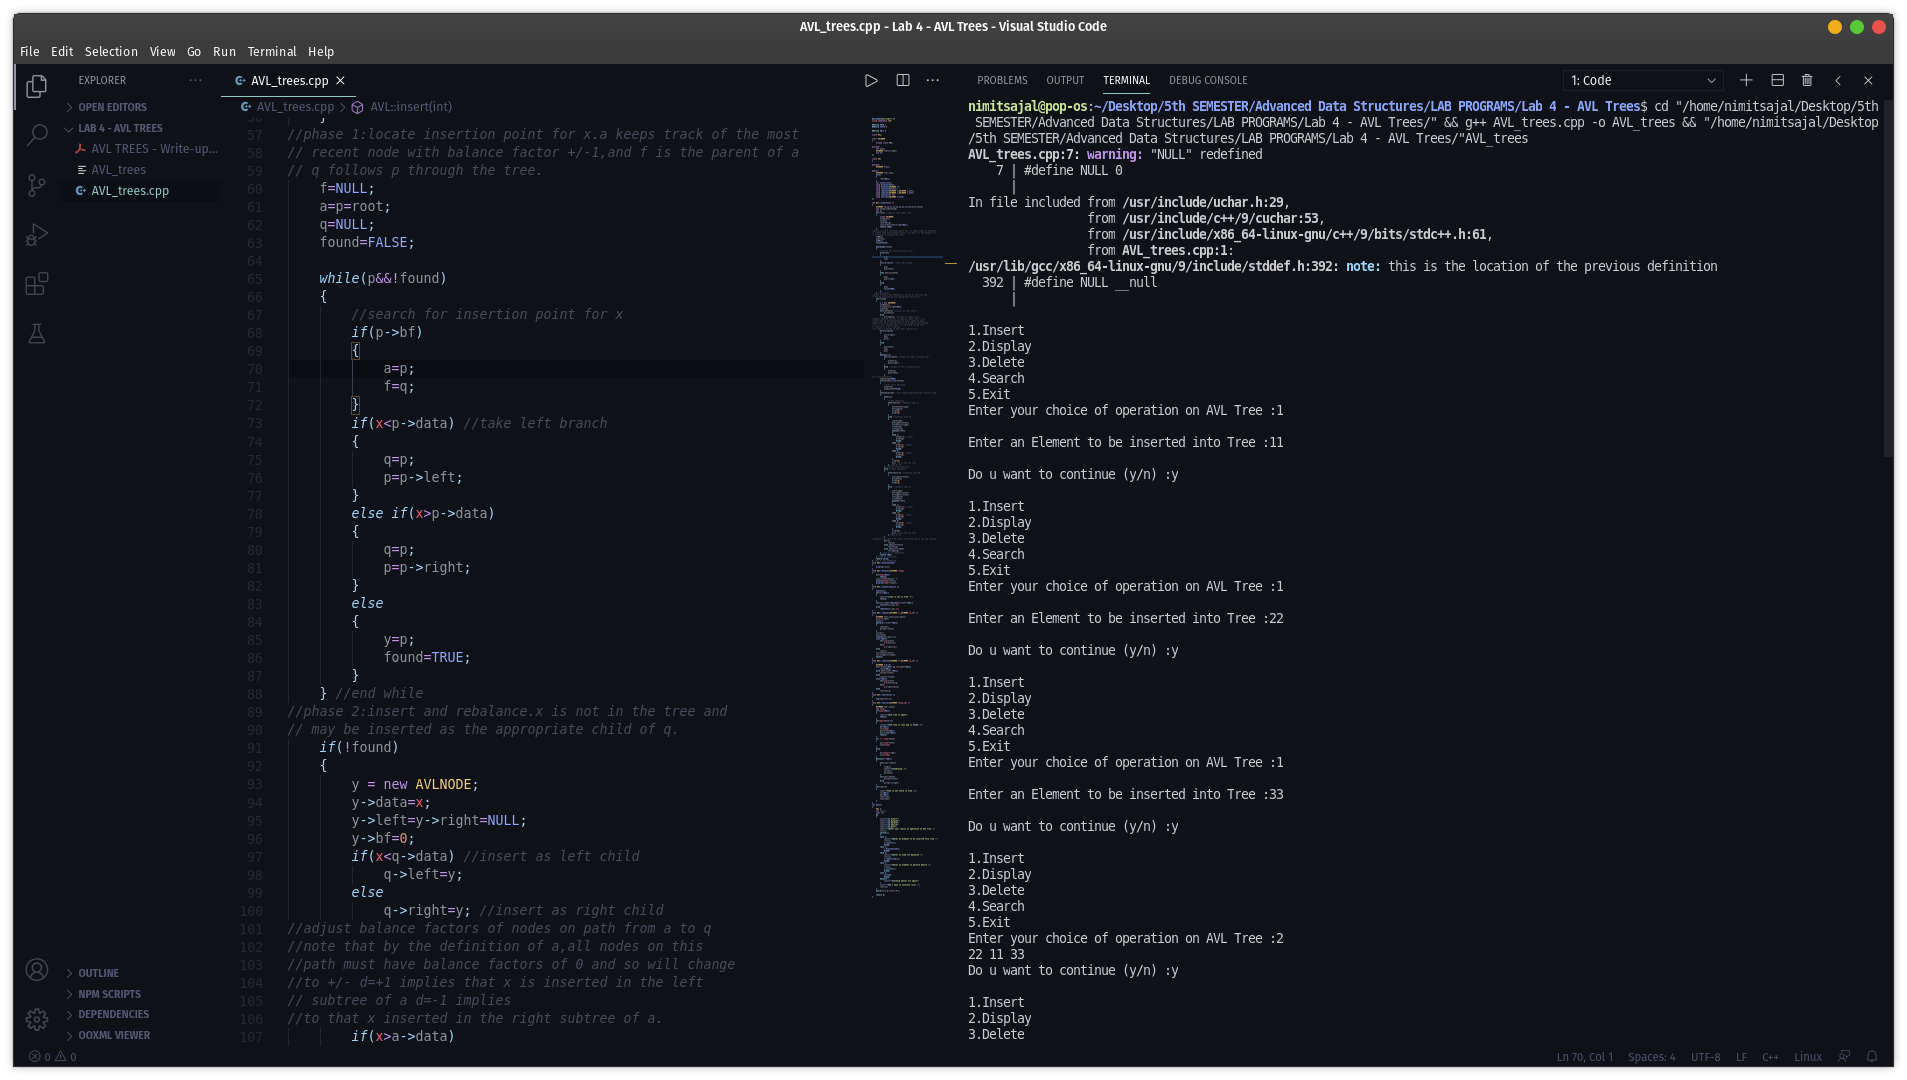 AVL_trees.cpp - Lab 4 - AVL Trees - Visual Studio Code
File Edit Selection View Go Run Terminal Help
EXPLORER
OPEN EDITORS
LAB 4 - AVL TREES
AVL TREES - Write-up...
AVL_trees
AVL_trees.cpp
OUTLINE
NPM SCRIPTS
DEPENDENCIES
OOXML VIEWER
AVL_trees.cpp
AVL_trees.cpp > AVL::insert(int)
56 }
57 //phase 1:locate insertion point for x.a keeps track of the most
58 // recent node with balance factor +/-1,and f is the parent of a
59 // q follows p through the tree.
60 f=NULL;
61 a=p=root;
62 q=NULL;
63 found=FALSE;
64
65 while(p&&!found)
66 {
67 //search for insertion point for x
68 if(p->bf)
69 {
70 a=p;
71 f=q;
72 }
73 if(x<p->data) //take left branch
74 {
75 q=p;
76 p=p->left;
77 }
78 else if(x>p->data)
79 {
80 q=p;
81 p=p->right;
82 }
83 else
84 {
85 y=p;
86 found=TRUE;
87 }
88 } //end while
89 //phase 2:insert and rebalance.x is not in the tree and
90 // may be inserted as the appropriate child of q.
91 if(!found)
92 {
93 y = new AVLNODE;
94 y->data=x;
95 y->left=y->right=NULL;
96 y->bf=0;
97 if(x<q->data) //insert as left child
98 q->left=y;
99 else
100 q->right=y; //insert as right child
101 //adjust balance factors of nodes on path from a to q
102 //note that by the definition of a,all nodes on this
103 //path must have balance factors of 0 and so will change
104 //to +/- d=+1 implies that x is inserted in the left
105 // subtree of a d=-1 implies
106 //to that x inserted in the right subtree of a.
107 if(x>a->data)
PROBLEMS OUTPUT TERMINAL DEBUG CONSOLE
1: Code
nimitsajal@pop-os:~/Desktop/5th SEMESTER/Advanced Data Structures/LAB PROGRAMS/Lab 4 - AVL Trees$ cd "/home/nimitsajal/Desktop/5th
SEMESTER/Advanced Data Structures/LAB PROGRAMS/Lab 4 - AVL Trees/" && g++ AVL_trees.cpp -o AVL_trees && "/home/nimitsajal/Desktop
/5th SEMESTER/Advanced Data Structures/LAB PROGRAMS/Lab 4 - AVL Trees/"AVL_trees
AVL_trees.cpp:7: warning: "NULL" redefined
7 | #define NULL 0
|
In file included from /usr/include/uchar.h:29,
from /usr/include/c++/9/cuchar:53,
from /usr/include/x86_64-linux-gnu/c++/9/bits/stdc++.h:61,
from AVL_trees.cpp:1:
/usr/lib/gcc/x86_64-linux-gnu/9/include/stddef.h:392: note: this is the location of the previous definition
392 | #define NULL __null
|
1.Insert
2.Display
3.Delete
4.Search
5.Exit
Enter your choice of operation on AVL Tree :1
Enter an Element to be inserted into Tree :11
Do u want to continue (y/n) :y
1.Insert
2.Display
3.Delete
4.Search
5.Exit
Enter your choice of operation on AVL Tree :1
Enter an Element to be inserted into Tree :22
Do u want to continue (y/n) :y
1.Insert
2.Display
3.Delete
4.Search
5.Exit
Enter your choice of operation on AVL Tree :1
Enter an Element to be inserted into Tree :33
Do u want to continue (y/n) :y
1.Insert
2.Display
3.Delete
4.Search
5.Exit
Enter your choice of operation on AVL Tree :2
22 11 33
Do u want to continue (y/n) :y
1.Insert
2.Display
3.Delete
0 0
Ln 70, Col 1 Spaces: 4 UTF-8 LF C++ Linux